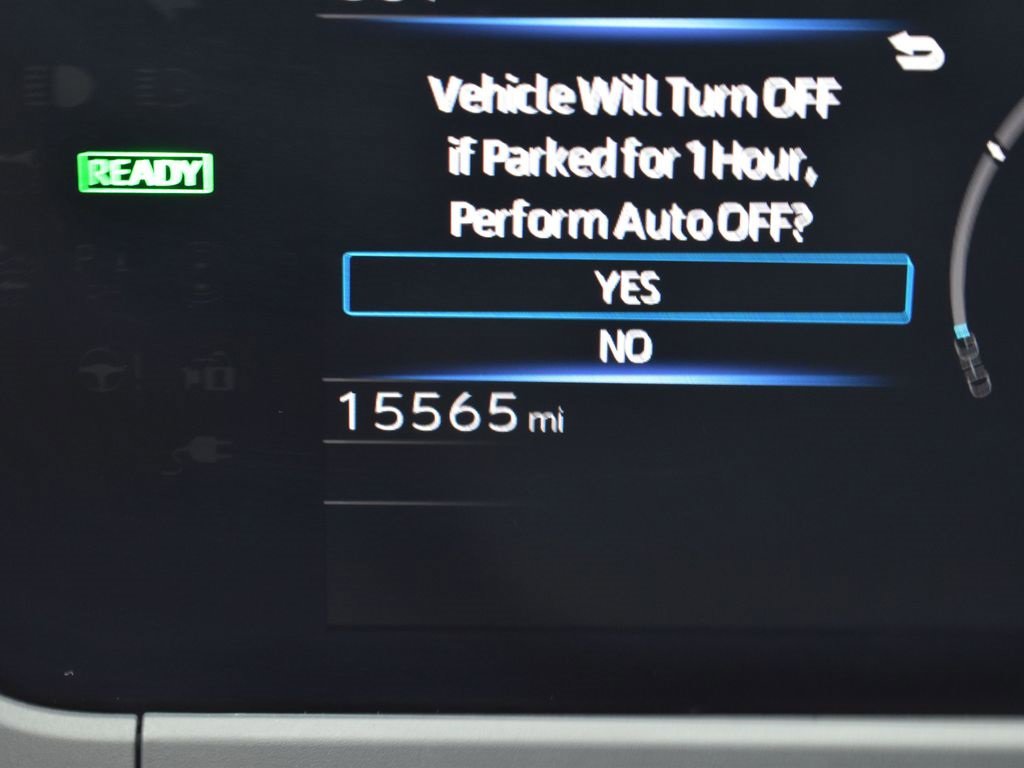 Vehicle Will Turn OFF
if Parked for 1 Hour,
READY
Perform Auto OFF?
YES
NO
15565 mi